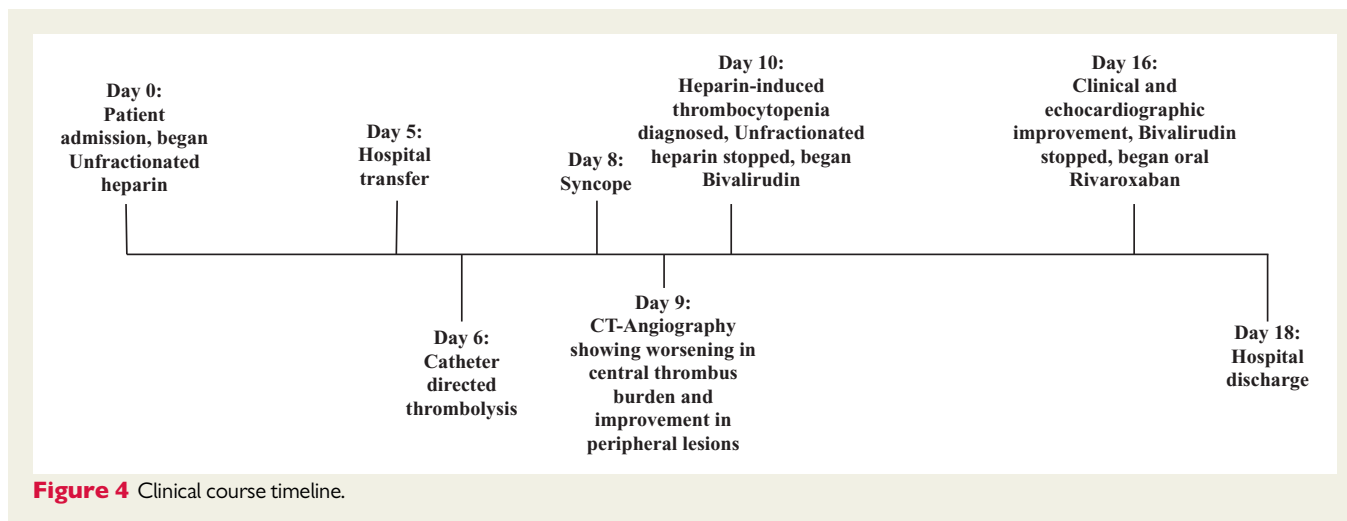 Day 0:
Patient
admission, began
Unfractionated
heparin
Day 5:
Hospital
transfer
Day 6:
Catheter
directed
thrombolysis
Day 8:
Syncope
Day 9:
CT-Angiography
showing worsening in
central thrombus
burden and
improvement in
peripheral lesions
Day 10:
Heparin-induced
thrombocytopenia
diagnosed, Unfractionated
heparin stopped, began
Bivalirudin
Day 16:
Clinical and
echocardiographic
improvement, Bivalirudin
stopped, began oral
Rivaroxaban
Day 18:
Hospital
discharge
Figure 4 Clinical course timeline.